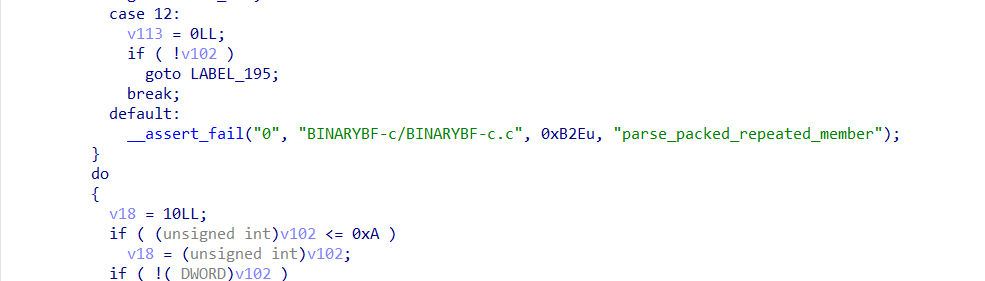 case 12:
v113 = 0LL;
if ( !v102 )
goto LABEL_195;
break;
default:
__assert_fail("0", "BINARYBF-c/BINARYBF-c.c", 0xB2Eu, "parse_packed_repeated_member");
}
do
{
v18 = 10LL;
if ( (unsigned int)v102 <= 0xA )
v18 = (unsigned int)v102;
if ( !( DWORD)v102 )